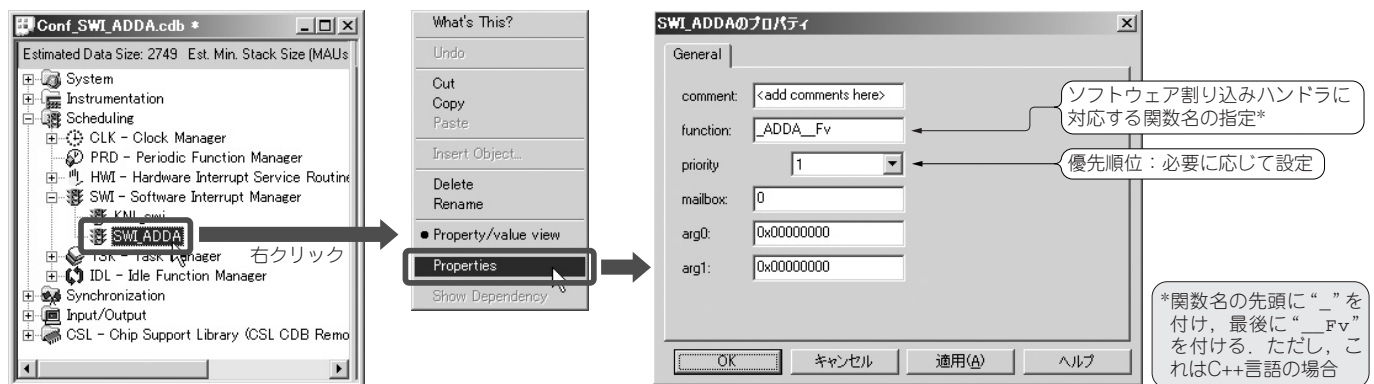 Conf_SWI_ADDA.cdb *
Estimated Data Size: 2749 Est. Min. Stack Size (MAUs
System
Instrumentation
Scheduling
CLK - Clock Manager
PRD - Periodic Function Manager
HWI - Hardware Interrupt Service Routine
SWI - Software Interrupt Manager
KNL_swi
SWI_ADDA
TSK - Task Manager
IDL - Idle Function Manager
Synchronization
Input/Output
CSL - Chip Support Library (CSL CDB Remo
右クリック
What's This?
Undo
Cut
Copy
Paste
Insert Object...
Delete
Rename
Property/value view
Properties
Show Dependency
SWI_ADDAのプロパティ
General
comment: <add comments here>
function: _ADDA__Fv
priority 1
mailbox: 0
arg0: 0x00000000
arg1: 0x00000000
OK キャンセル 適用(A) ヘルプ
ソフトウェア割り込みハンドラに
対応する関数名の指定*
優先順位：必要に応じて設定
*関数名の先頭に“_”を
付け，最後に“__Fv”
を付ける．ただし，こ
れはC++言語の場合